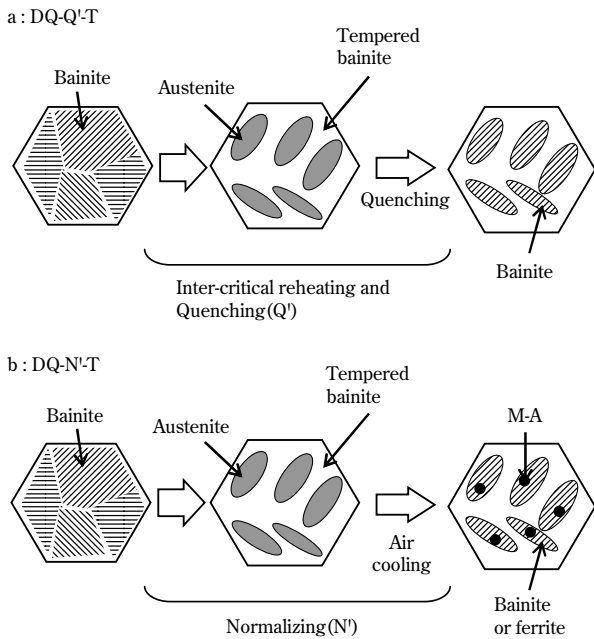 a : DQ-Q'-T
Bainite
Austenite
Tempered
bainite
Quenching
Bainite
Inter-critical reheating and
Quenching(Q')
b : DQ-N'-T
Bainite
Austenite
Tempered
bainite
M-A
Air
cooling
Bainite
or ferrite
Normalizing(N')